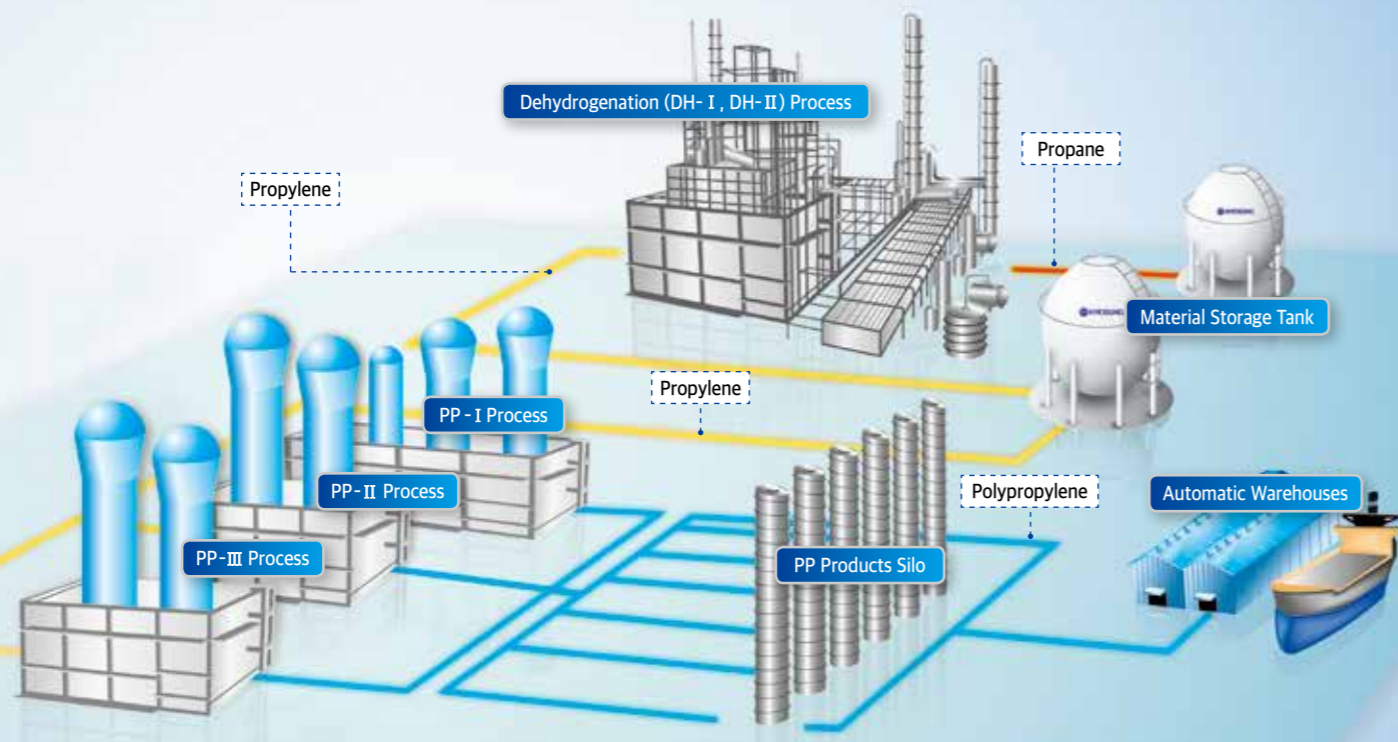 Dehydrogenation (DH-Ⅰ, DH-Ⅱ) Process
Propane
Propylene
Material Storage Tank
Propylene
PP-Ⅰ Process
PP-Ⅱ Process
Polypropylene
Automatic Warehouses
PP-Ⅲ Process
PP Products Silo